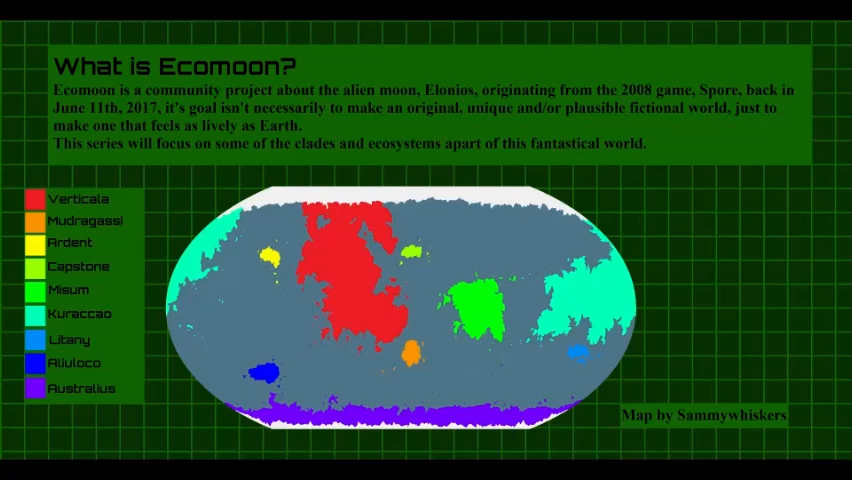 What is Ecomoon?
Ecomoon is a community project about the alien moon, Elonios, originating from the 2008 game, Spore, back in
June 11th, 2017, it's goal isn't necessarily to make an original, unique and/or plausible fictional world, just to
make one that feels as lively as Earth.
This series will focus on some of the clades and ecosystems apart of this fantastical world.
Verticala
Mudragassi
Ardent
Capstone
Misum
Kuraccao
Litany
Aliuloco
Australius
Map by Sammywhiskers